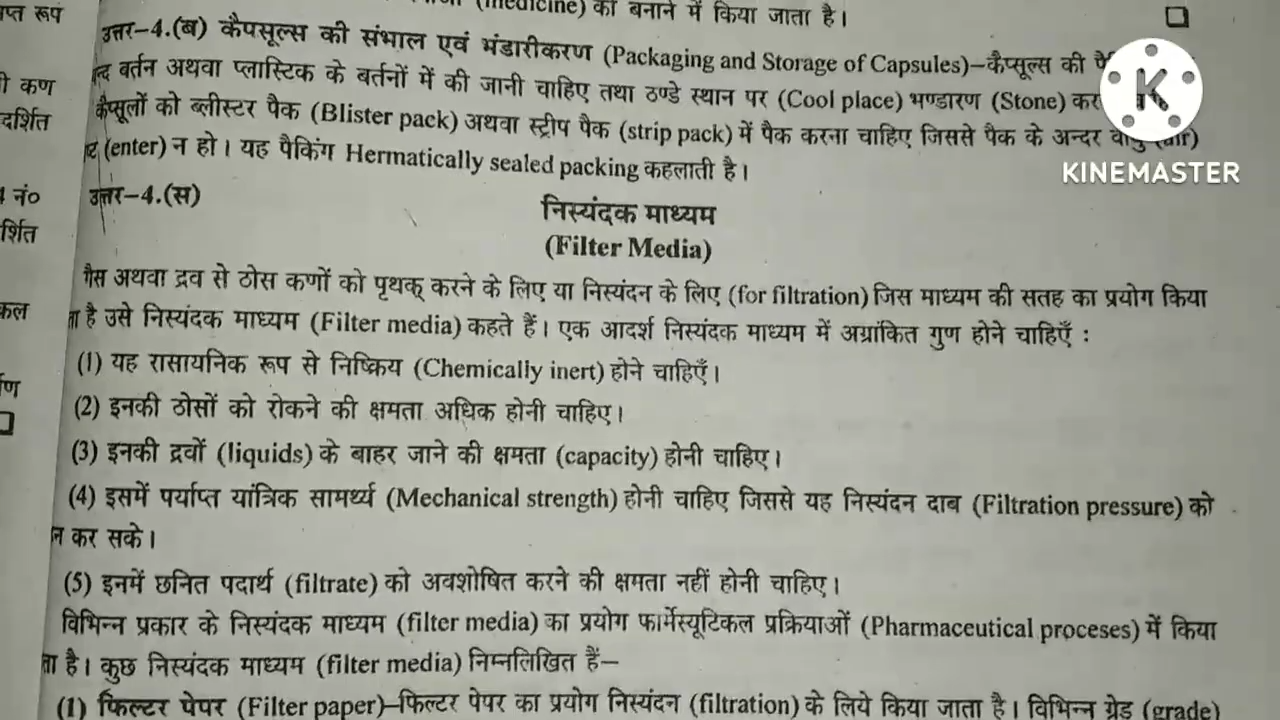 प्त रूप
(medicine) को बनाने में किया जाता है।
उत्तर–4.(ब) कैपसूल्स की संभाल एवं भंडारीकरण (Packaging and Storage of Capsules)–कैप्सूल्स की
बर्तन अथवा प्लास्टिक के बर्तनों में की जानी चाहिए तथा ठण्डे स्थान पर (Cool place) भण्डारण (Stone)
कैप्सूलों को ब्लीस्टर पैक (Blister pack) अथवा स्ट्रीप पैक (strip pack) में पैक करना चाहिए जिससे पैक के अन्दर वायु (air)
(enter) न हो। यह पैकिंग Hermatically sealed packing कहलाती है।
K
KINEMASTER
कण
दर्शित
नं०
र्शित
कल
उत्तर–4.(स)
निस्यंदक माध्यम
(Filter Media)
गैस अथवा द्रव से ठोस कणों को पृथक् करने के लिए या निस्यंदन के लिए (for filtration) जिस माध्यम की सतह का प्रयोग किया
है उसे निस्यंदक माध्यम (Filter media) कहते हैं। एक आदर्श निस्यंदक माध्यम में अग्रांकित गुण होने चाहिएँ :
(1) यह रासायनिक रूप से निष्क्रिय (Chemically inert) होने चाहिएँ।
(2) इनकी ठोसों को रोकने की क्षमता अधिक होनी चाहिए।
(3) इनकी द्रवों (liquids) के बाहर जाने की क्षमता (capacity) होनी चाहिए।
(4) इसमें पर्याप्त यांत्रिक सामर्थ्य (Mechanical strength) होनी चाहिए जिससे यह निस्यंदन दाब (Filtration pressure) को
न कर सके।
(5) इनमें छनित पदार्थ (filtrate) को अवशोषित करने की क्षमता नहीं होनी चाहिए।
विभिन्न प्रकार के निस्यंदक माध्यम (filter media) का प्रयोग फार्मेस्यूटिकल प्रक्रियाओं (Pharmaceutical proceses) में किया
है। कुछ निस्यंदक माध्यम (filter media) निम्नलिखित हैं–
(1) फिल्टर पेपर (Filter paper)–फिल्टर पेपर का प्रयोग निस्यंदन (filtration) के लिये किया जाता है। विभिन्न ग्रेड (grade)